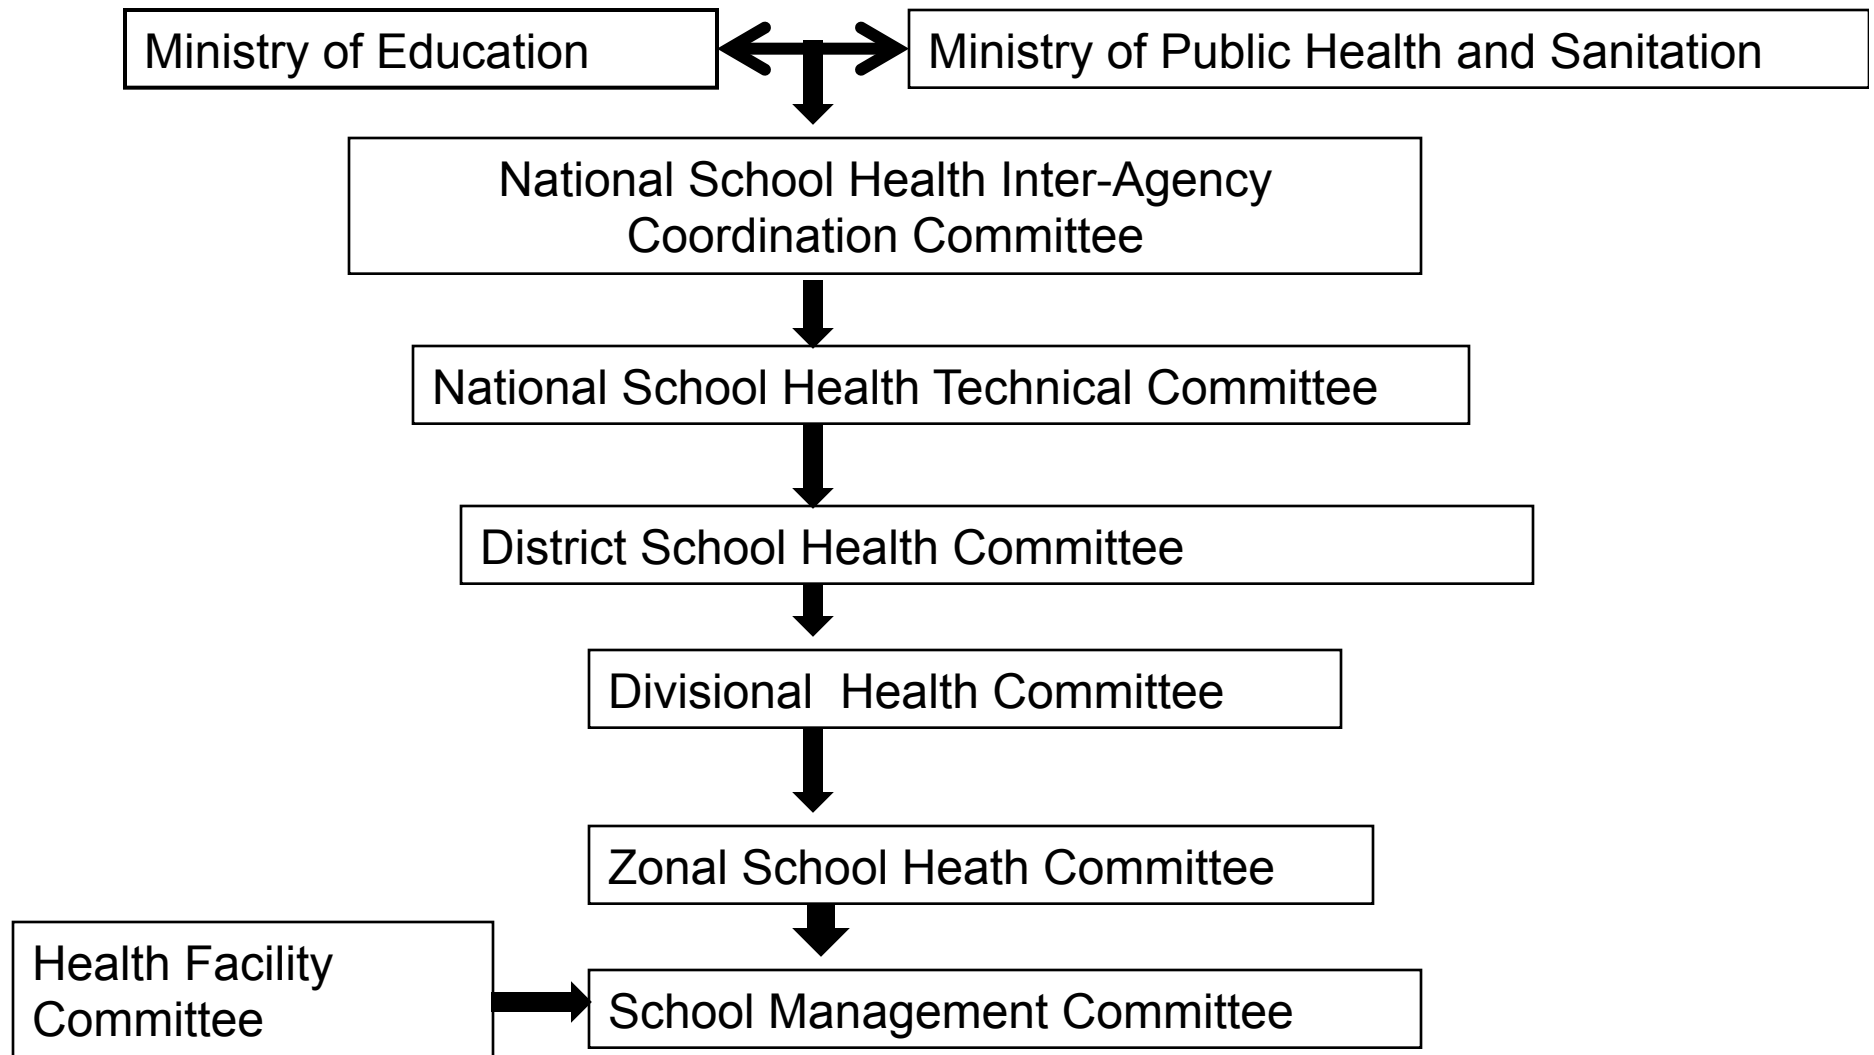 Ministry of Education
Ministry of Public Health and Sanitation
National School Health Inter-Agency
Coordination Committee
National School Health Technical Committee
District School Health Committee
Divisional  Health Committee
Zonal School Heath Committee
Health Facility
Committee
School Management Committee